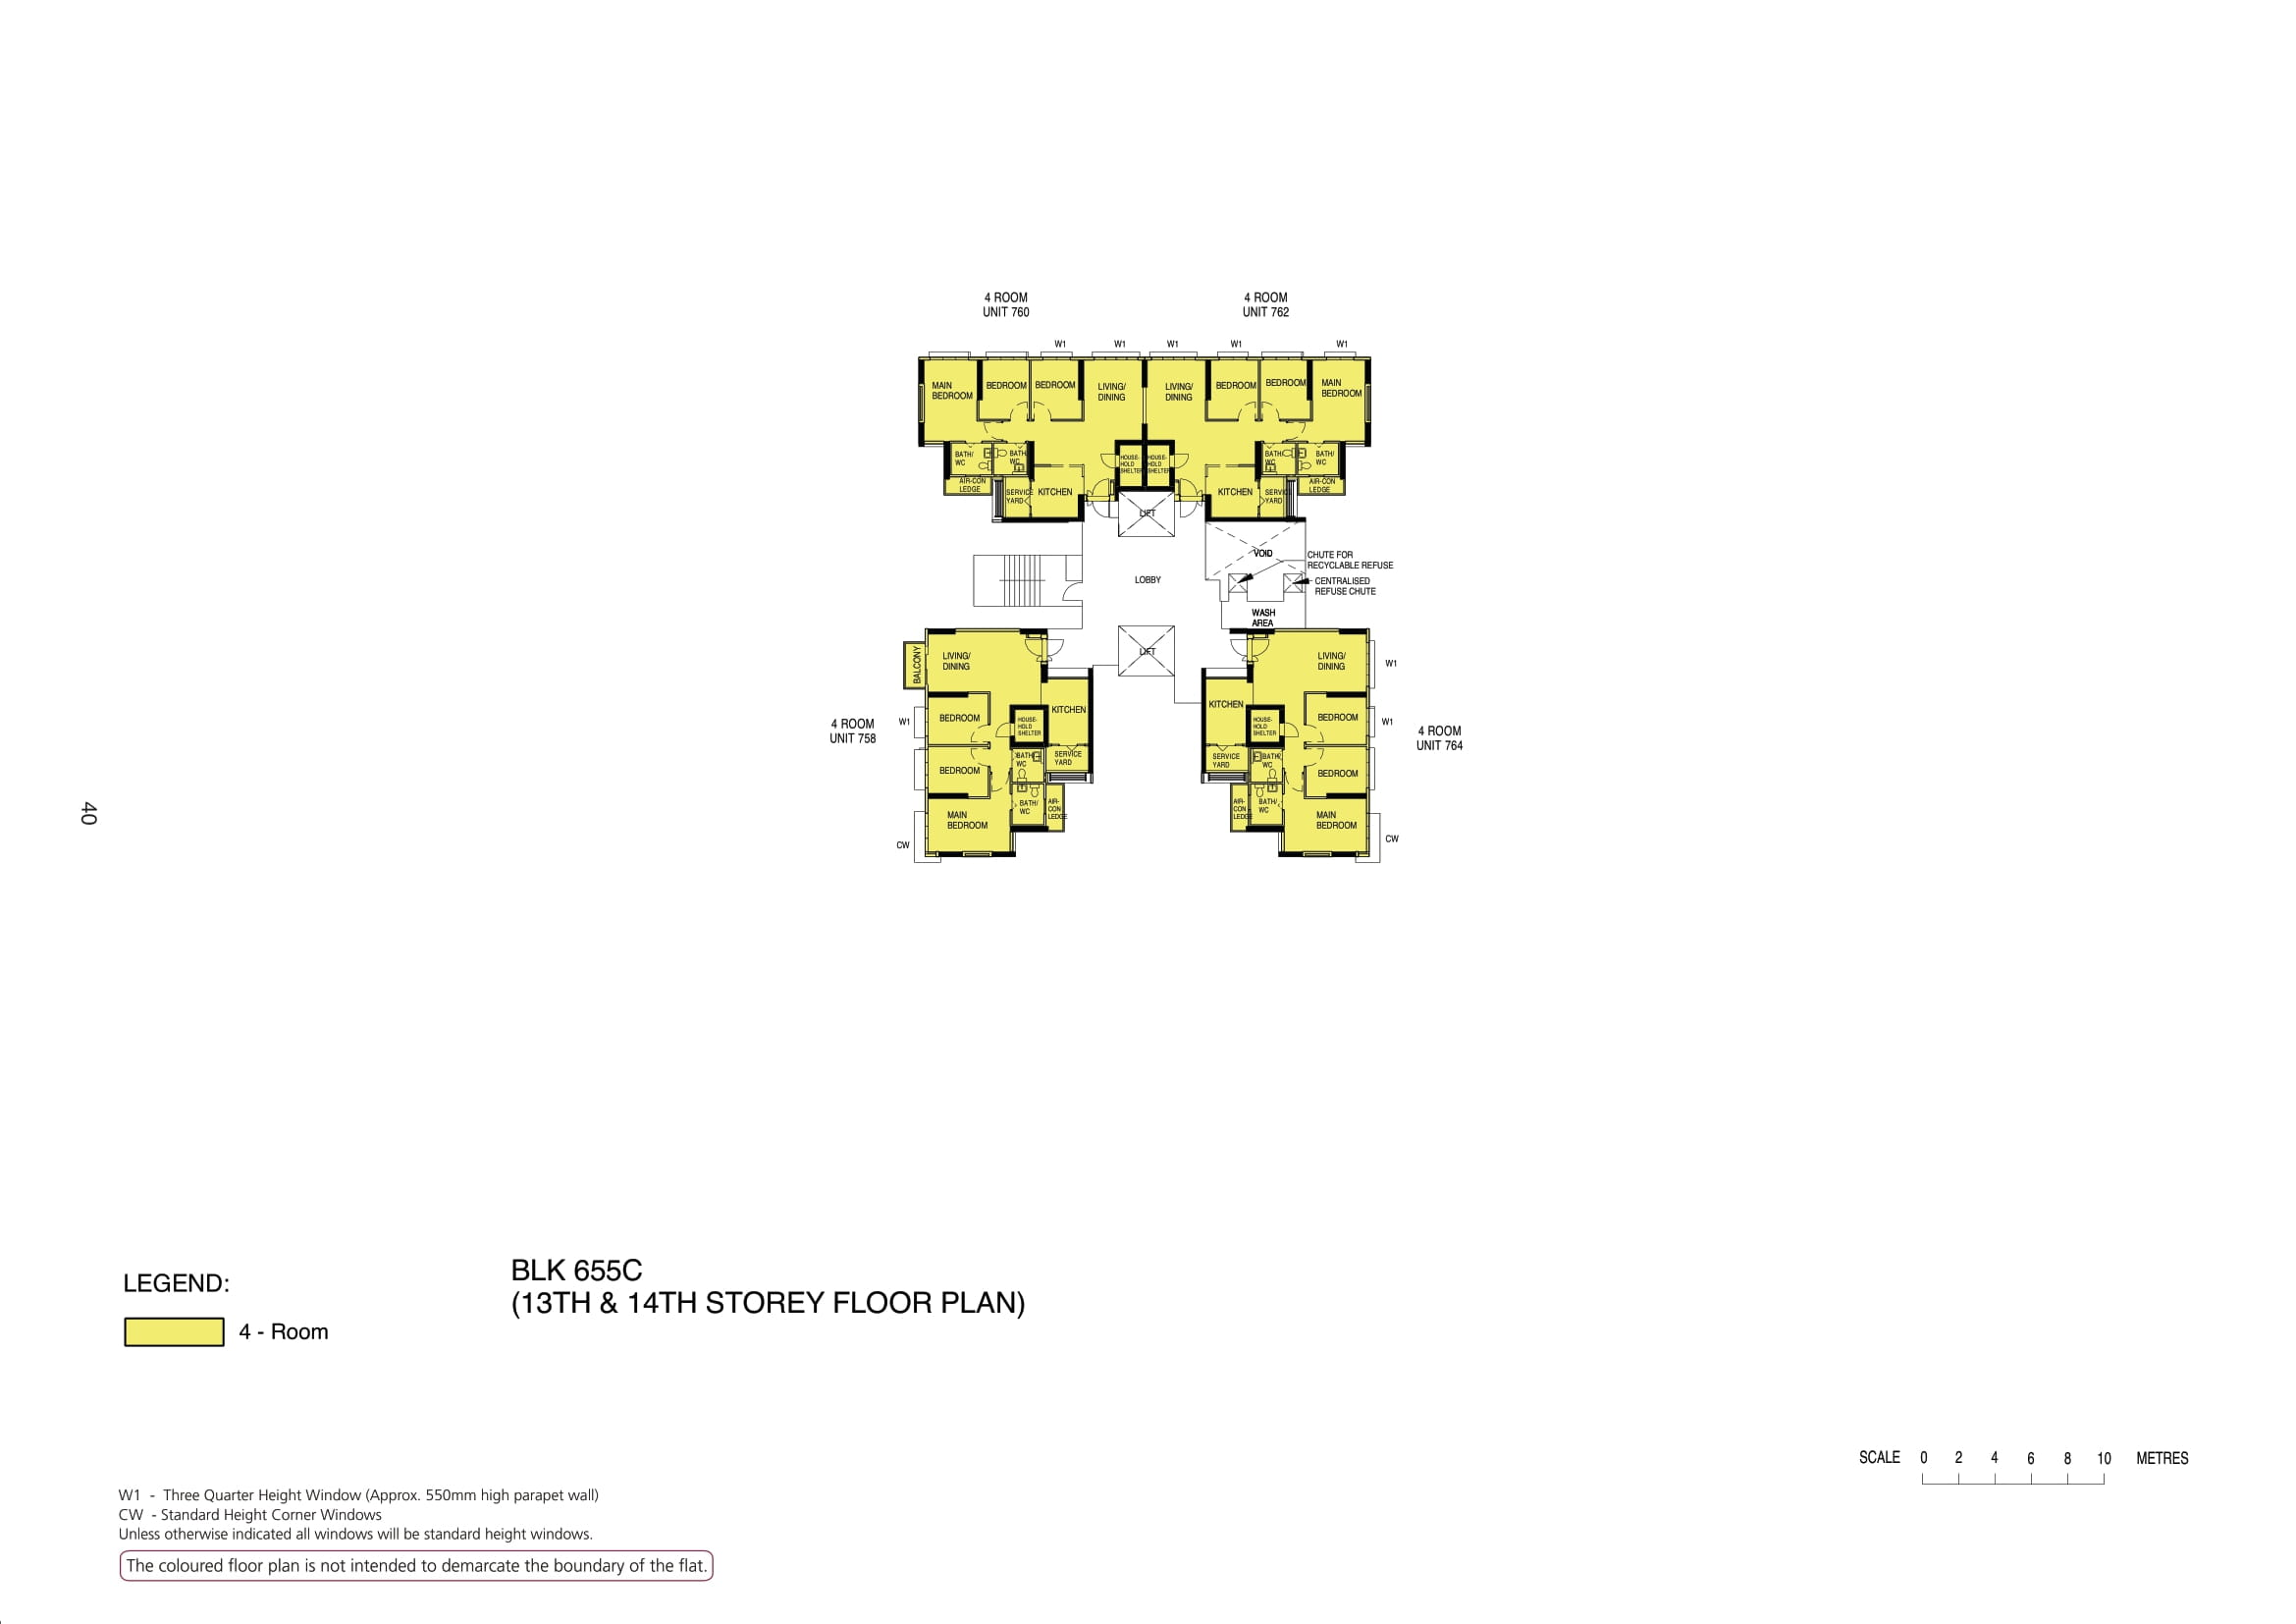 4 ROOM
UNIT 760
4 ROOM
UNIT 762
W1
W1
W1
W1
W1
MAIN
BEDROOM
BEDROOM
BEDROOM
LIVING/
DINING
LIVING/
DINING
BEDROOM
BEDROOM
MAIN
BEDROOM
BATH/
WC
BATH/
WC
HOUSE-
HOLD
SHELTER
HOUSE-
HOLD
SHELTER
BATH/
WC
BATH/
WC
AIR-CON
LEDGE
SERVICE
YARD
KITCHEN
KITCHEN
SERVICE
YARD
AIR-CON
LEDGE
LIFT
VOID
CHUTE FOR
RECYCLABLE REFUSE
LOBBY
CENTRALISED
REFUSE CHUTE
WASH
AREA
LIFT
BALCONY
LIVING/
DINING
LIVING/
DINING
W1
4 ROOM
UNIT 758
W1
BEDROOM
HOUSE-
HOLD
SHELTER
KITCHEN
KITCHEN
HOUSE-
HOLD
SHELTER
BEDROOM
W1
4 ROOM
UNIT 764
BEDROOM
BATH/
WC
SERVICE
YARD
SERVICE
YARD
BATH/
WC
BEDROOM
MAIN
BEDROOM
BATH/
WC
AIR-
CON
LEDGE
AIR-
CON
LEDGE
BATH/
WC
MAIN
BEDROOM
CW
CW
40
LEGEND:
4 - Room
BLK 655C
(13TH & 14TH STOREY FLOOR PLAN)
SCALE 0 2 4 6 8 10 METRES
W1 - Three Quarter Height Window (Approx. 550mm high parapet wall)
CW - Standard Height Corner Windows
Unless otherwise indicated all windows will be standard height windows.
The coloured floor plan is not intended to demarcate the boundary of the flat.